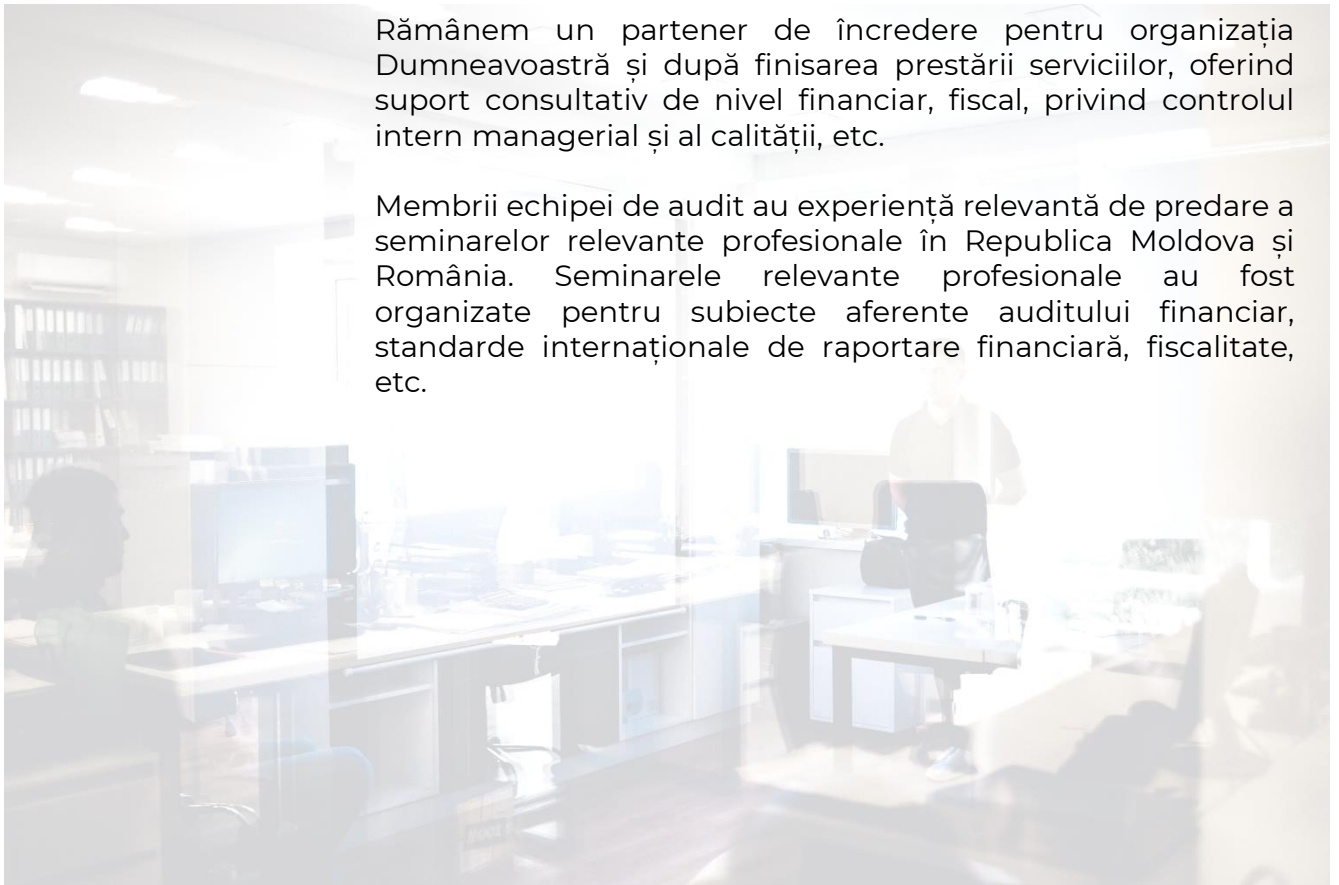 Rămânem un partener de încredere pentru organizația
Dumneavoastră și după finisarea prestării serviciilor, oferind
suport consultativ de nivel financiar, fiscal, privind controlul
intern managerial și al calității, etc.
Membrii echipei de audit au experiență relevantă de predare a
seminarelor relevante profesionale în Republica Moldova și
România. Seminarele relevante profesionale au fost
organizate pentru subiecte aferente auditului financiar,
standarde internaționale de raportare financiară, fiscalitate,
etc.